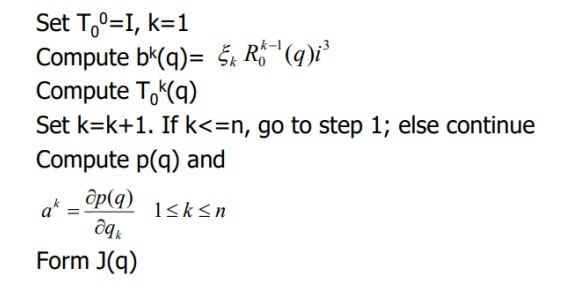 Set T₀⁰=I, k=1
Compute bᵏ(q)= ξₖ R₀ᵏ⁻¹(q)i³
Compute T₀ᵏ(q)
Set k=k+1. If k<=n, go to step 1; else continue
Compute p(q) and
aᵏ = ∂p(q)/∂qₖ 1≤k≤n
Form J(q)